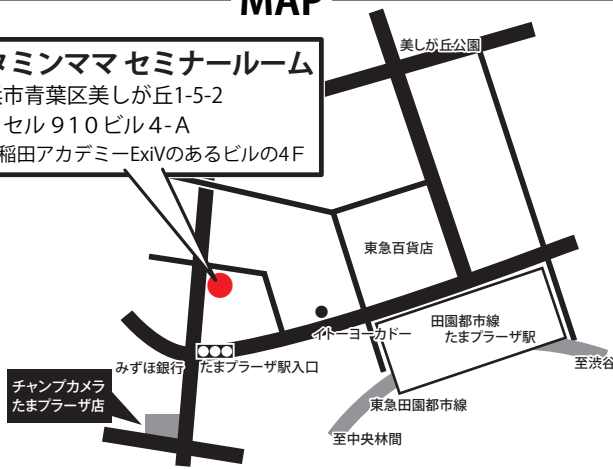 MAP
タミンママ セミナールーム
浜市青葉区美しが丘1-5-2
セル 910ビル 4-A
稲田アカデミーExiVのあるビルの4F
美しが丘公園
東急百貨店
イトーヨーカドー
田園都市線
たまプラーザ駅
みずほ銀行
たまプラーザ駅入口
至渋谷
チャンプカメラ
たまプラーザ店
東急田園都市線
至中央林間